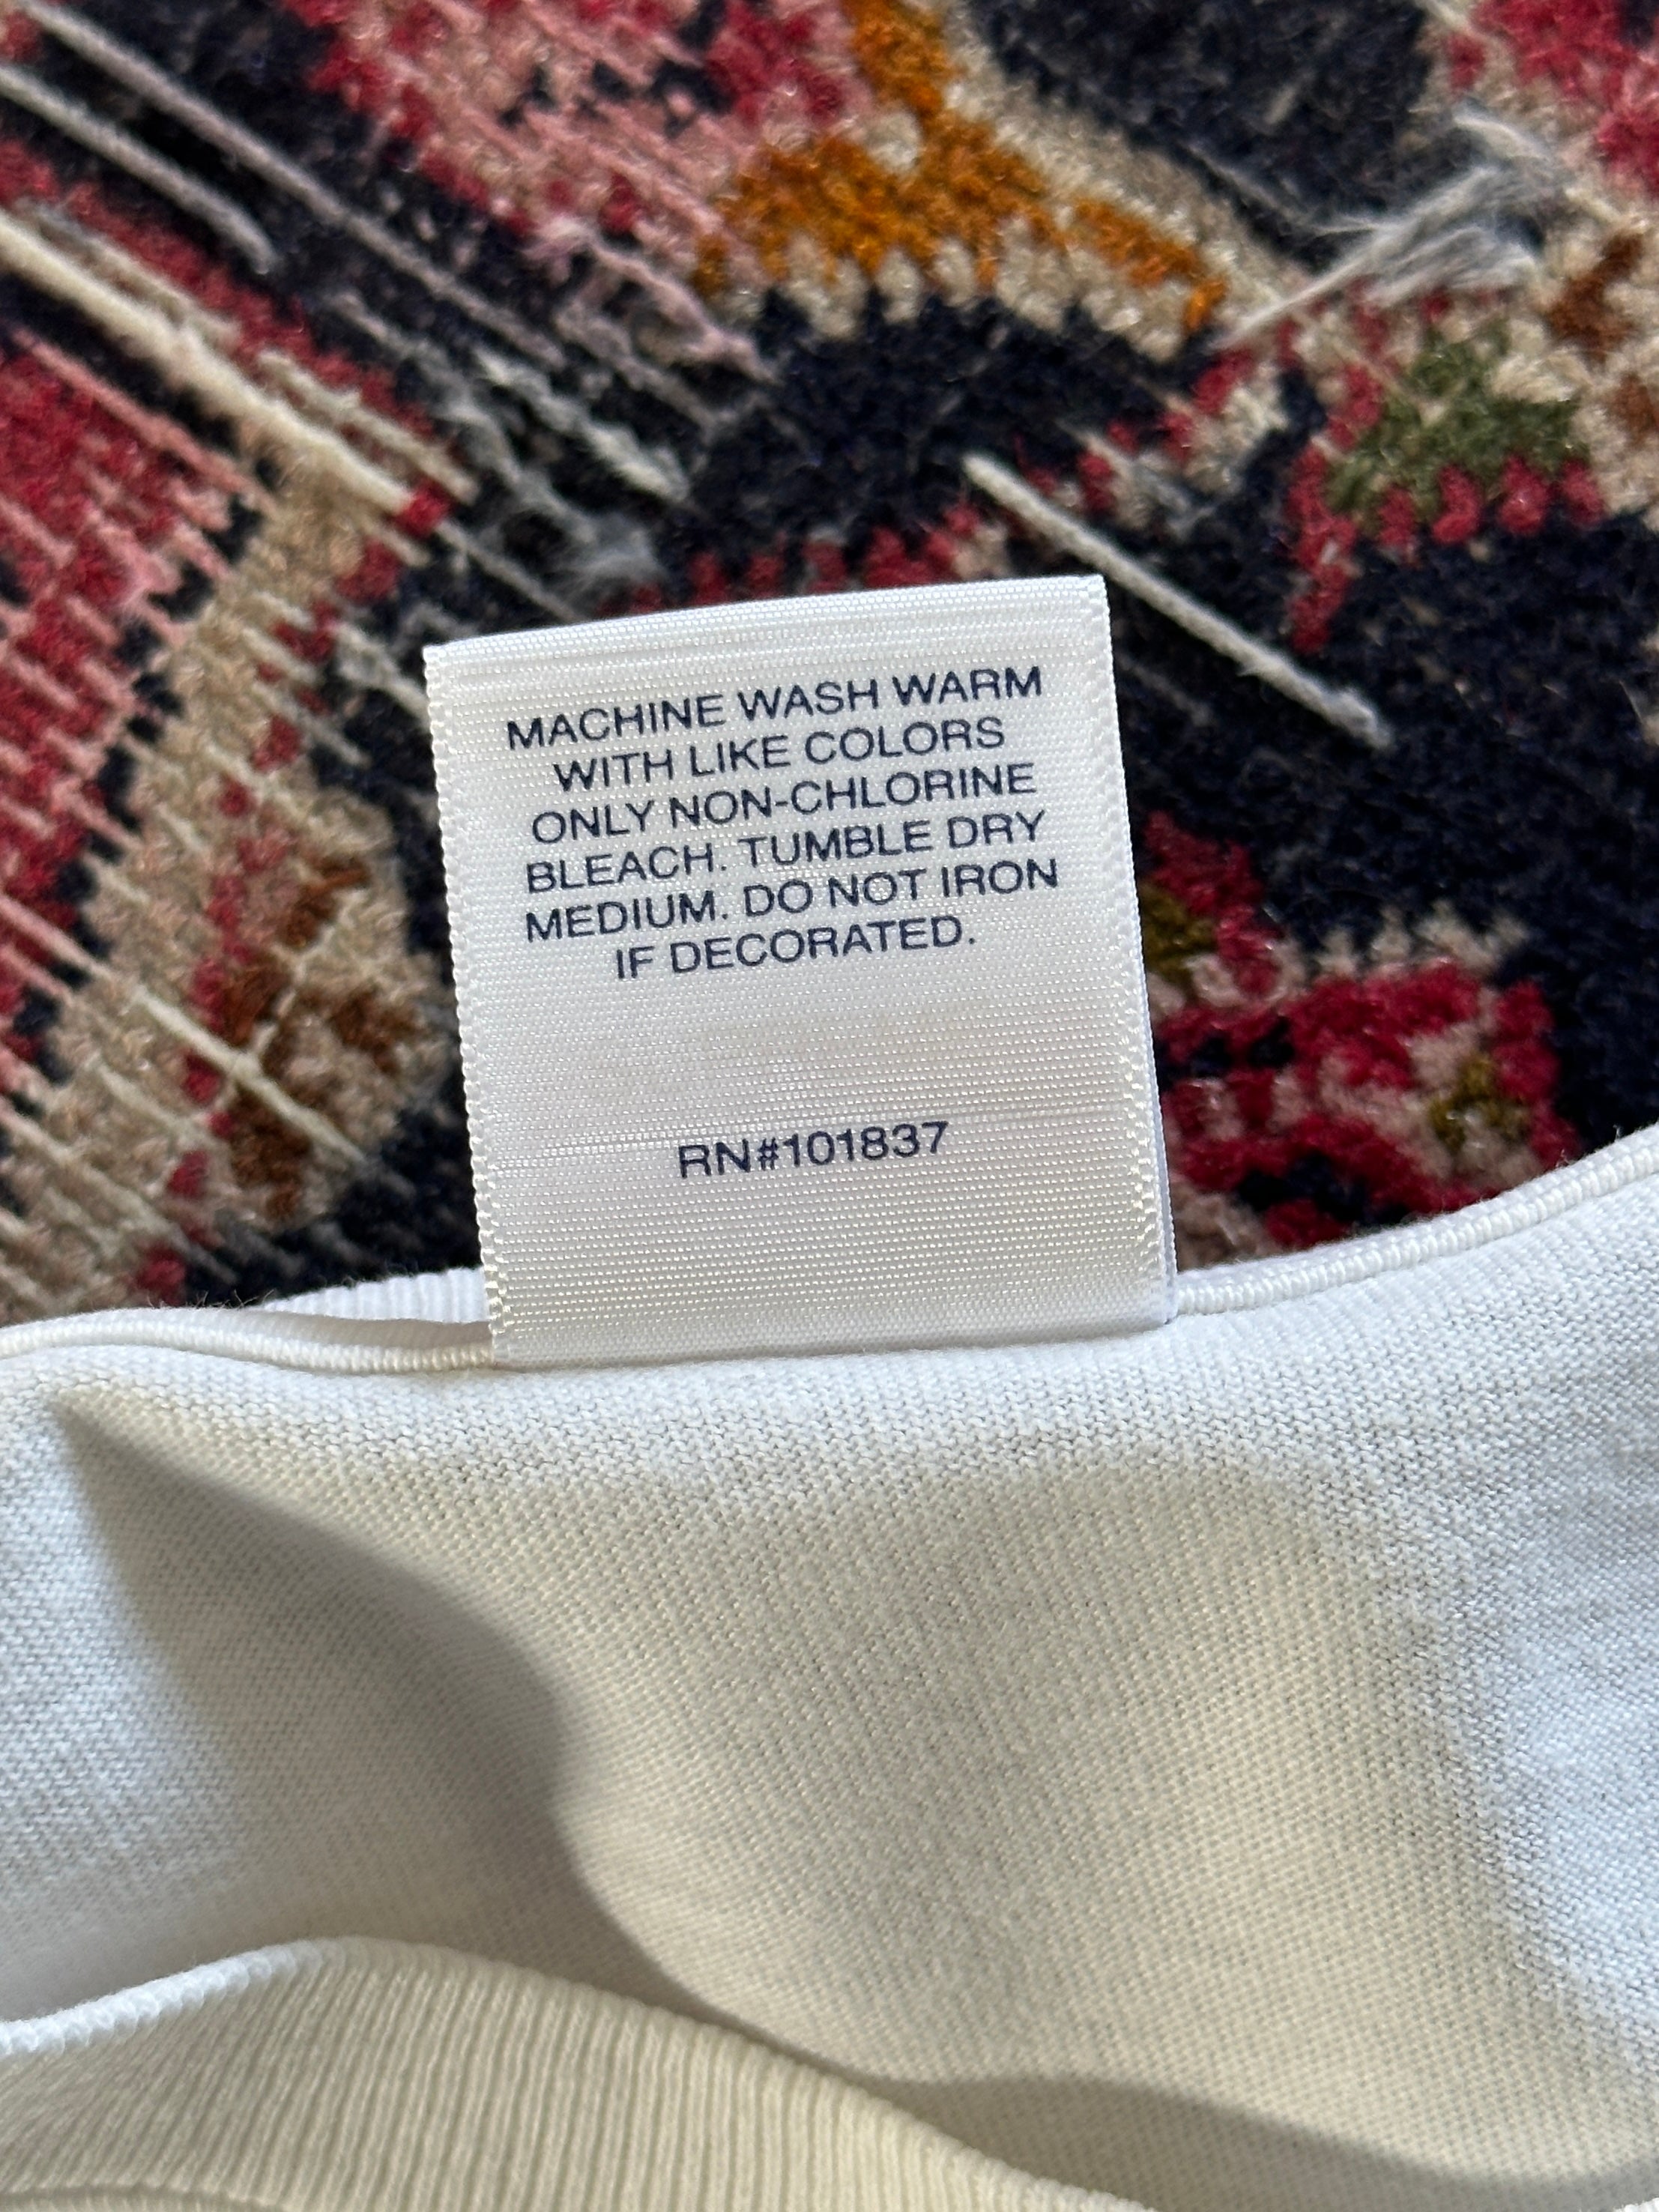 MACHINE WASH WARM
WITH LIKE COLORS
ONLY NON-CHLORINE
BLEACH. TUMBLE DRY
MEDIUM. DO NOT IRON
IF DECORATED.
RN#101837